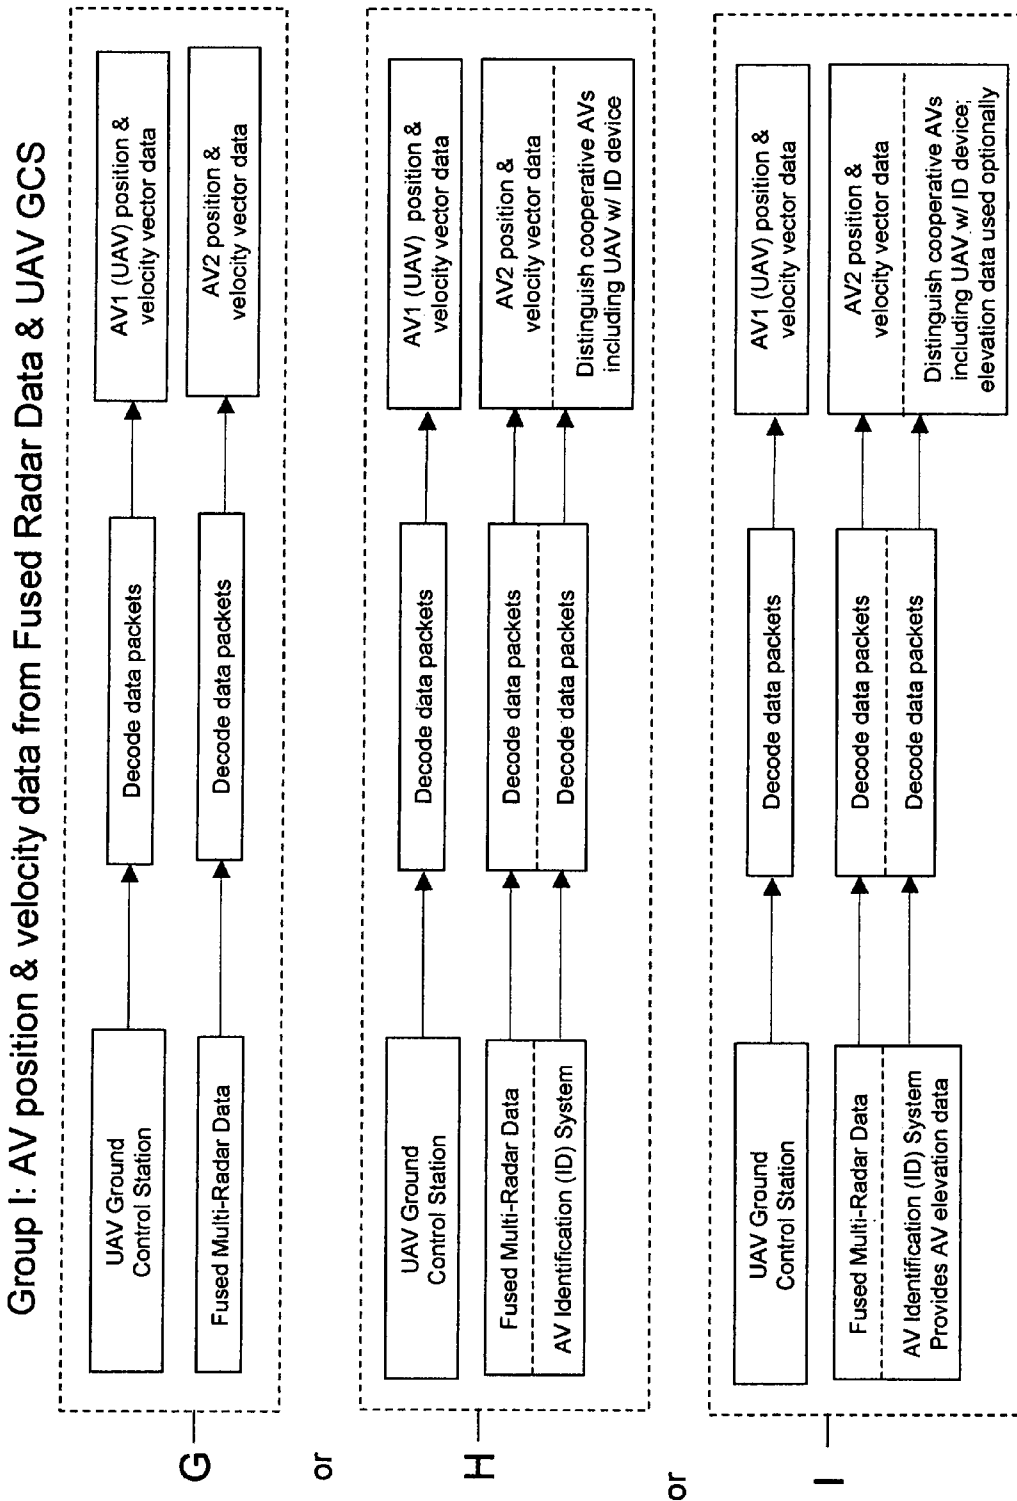 Group I: AV position & velocity data from Fused Radar Data & UAV GCS
G
UAV Ground
Control Station
Decode data packets
AV1 (UAV) position &
velocity vector data
Fused Multi-Radar Data
Decode data packets
AV2 position &
velocity vector data
or
H
UAV Ground
Control Station
Decode data packets
AV1 (UAV) position &
velocity vector data
Fused Multi-Radar Data
Decode data packets
AV2 position &
velocity vector data
AV Identification (ID) System
Decode data packets
Distinguish cooperative AVs
including UAV w/ ID device
or
I
UAV Ground
Control Station
Decode data packets
AV1 (UAV) position &
velocity vector data
Fused Multi-Radar Data
Decode data packets
AV2 position &
velocity vector data
AV Identification (ID) System
Provides AV elevation data
Decode data packets
Distinguish cooperative AVs
including UAV w/ ID device;
elevation data used optionally